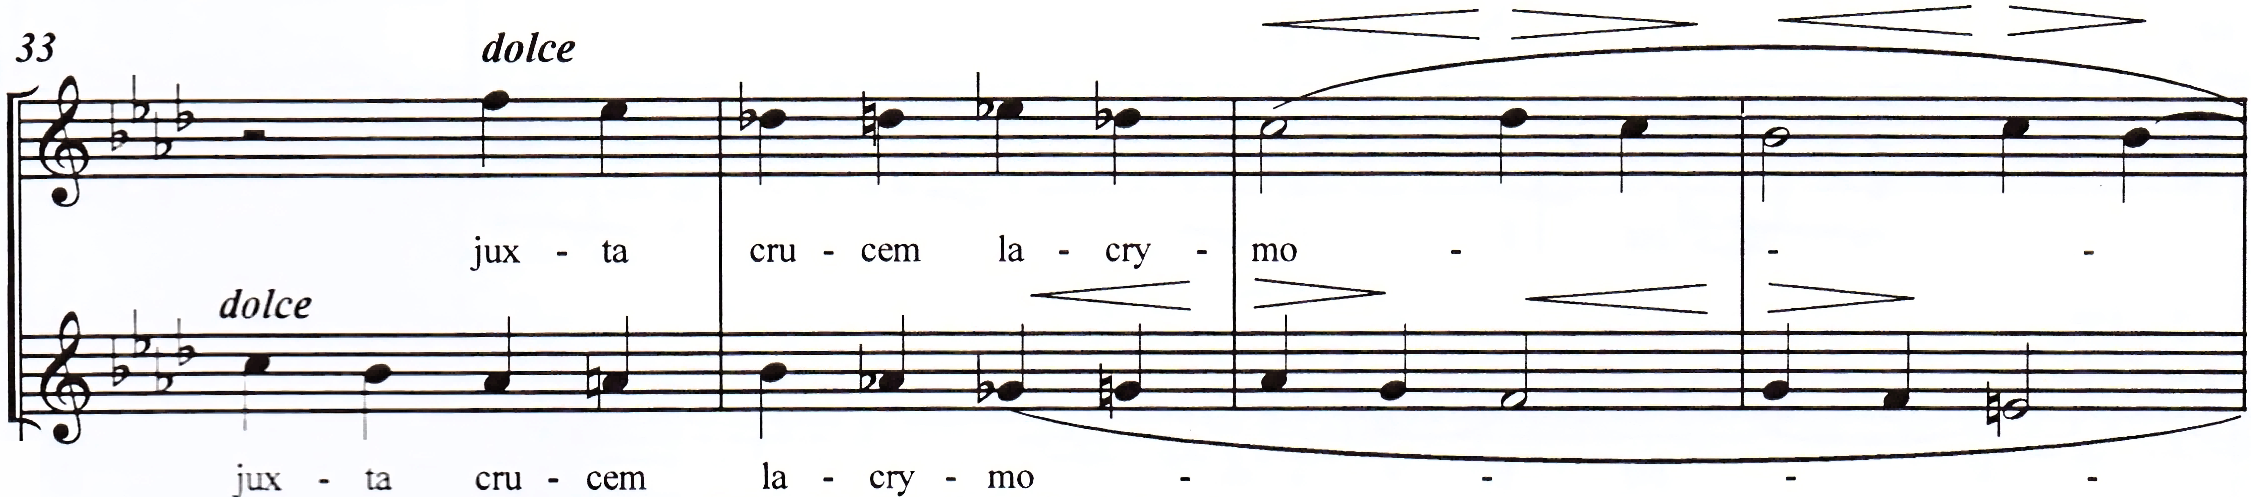 33
dolce
jux - ta cru - cem la - cry - mo - - -
dolce
jux - ta cru - cem la - cry - mo - - - -